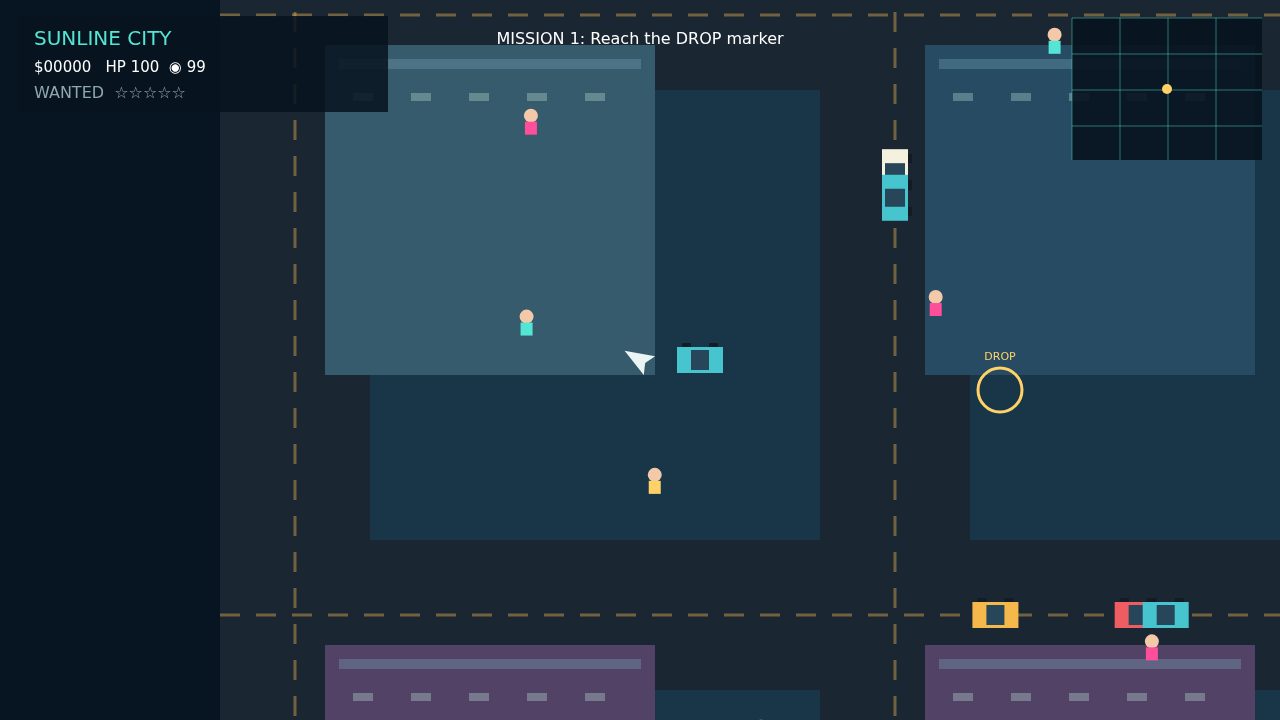 SUNLINE CITY
MISSION 1: Reach the DROP marker
$00000 HP 100 ◉ 99
WANTED ☆☆☆☆☆
DROP